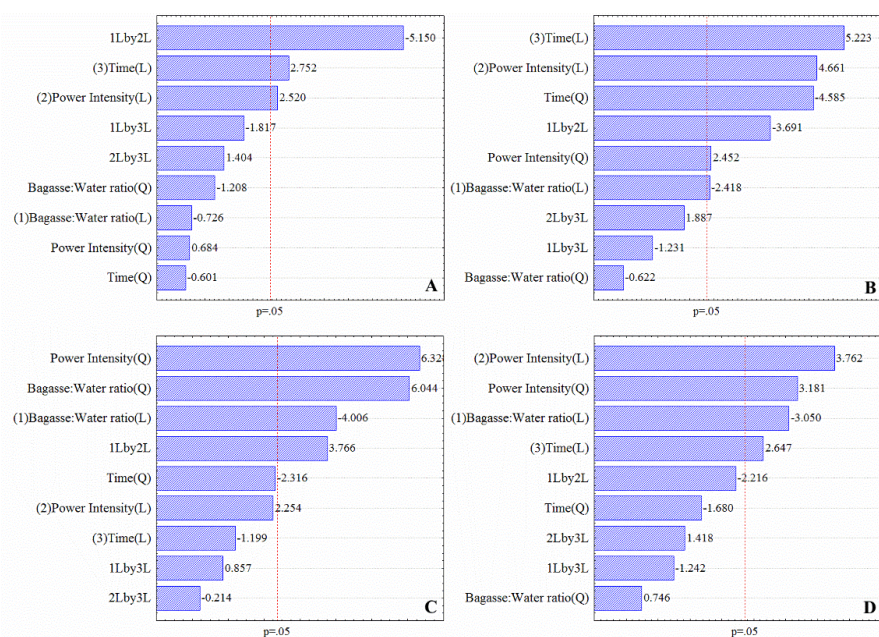 1Lby2L -5.150
(3)Time(L) 2.752
(2)Power Intensity(L) 2.520
1Lby3L -1.817
2Lby3L 1.404
Bagasse:Water ratio(Q) -1.208
(1)Bagasse:Water ratio(L) -0.726
Power Intensity(Q) 0.684
Time(Q) -0.601
A
p=.05
(3)Time(L) 5.223
(2)Power Intensity(L) 4.661
Time(Q) -4.585
1Lby2L -3.691
Power Intensity(Q) 2.452
(1)Bagasse:Water ratio(L) -2.418
2Lby3L 1.887
1Lby3L -1.231
Bagasse:Water ratio(Q) -0.622
B
p=.05
Power Intensity(Q) 6.328
Bagasse:Water ratio(Q) 6.044
(1)Bagasse:Water ratio(L) -4.006
1Lby2L 3.766
Time(Q) -2.316
(2)Power Intensity(L) 2.254
(3)Time(L) -1.199
1Lby3L 0.857
2Lby3L -0.214
C
p=.05
(2)Power Intensity(L) 3.762
Power Intensity(Q) 3.181
(1)Bagasse:Water ratio(L) -3.050
(3)Time(L) 2.647
1Lby2L -2.216
Time(Q) -1.680
2Lby3L 1.418
1Lby3L -1.242
Bagasse:Water ratio(Q) 0.746
D
p=.05